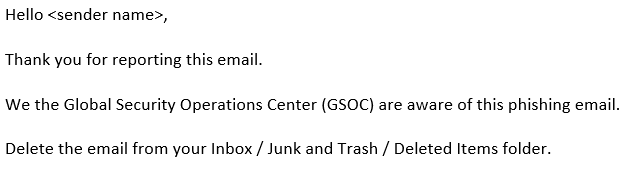 Hello <sender name>,
Thank you for reporting this email.
We the Global Security Operations Center (GSOC) are aware of this phishing email.
Delete the email from your Inbox / Junk and Trash / Deleted Items folder.